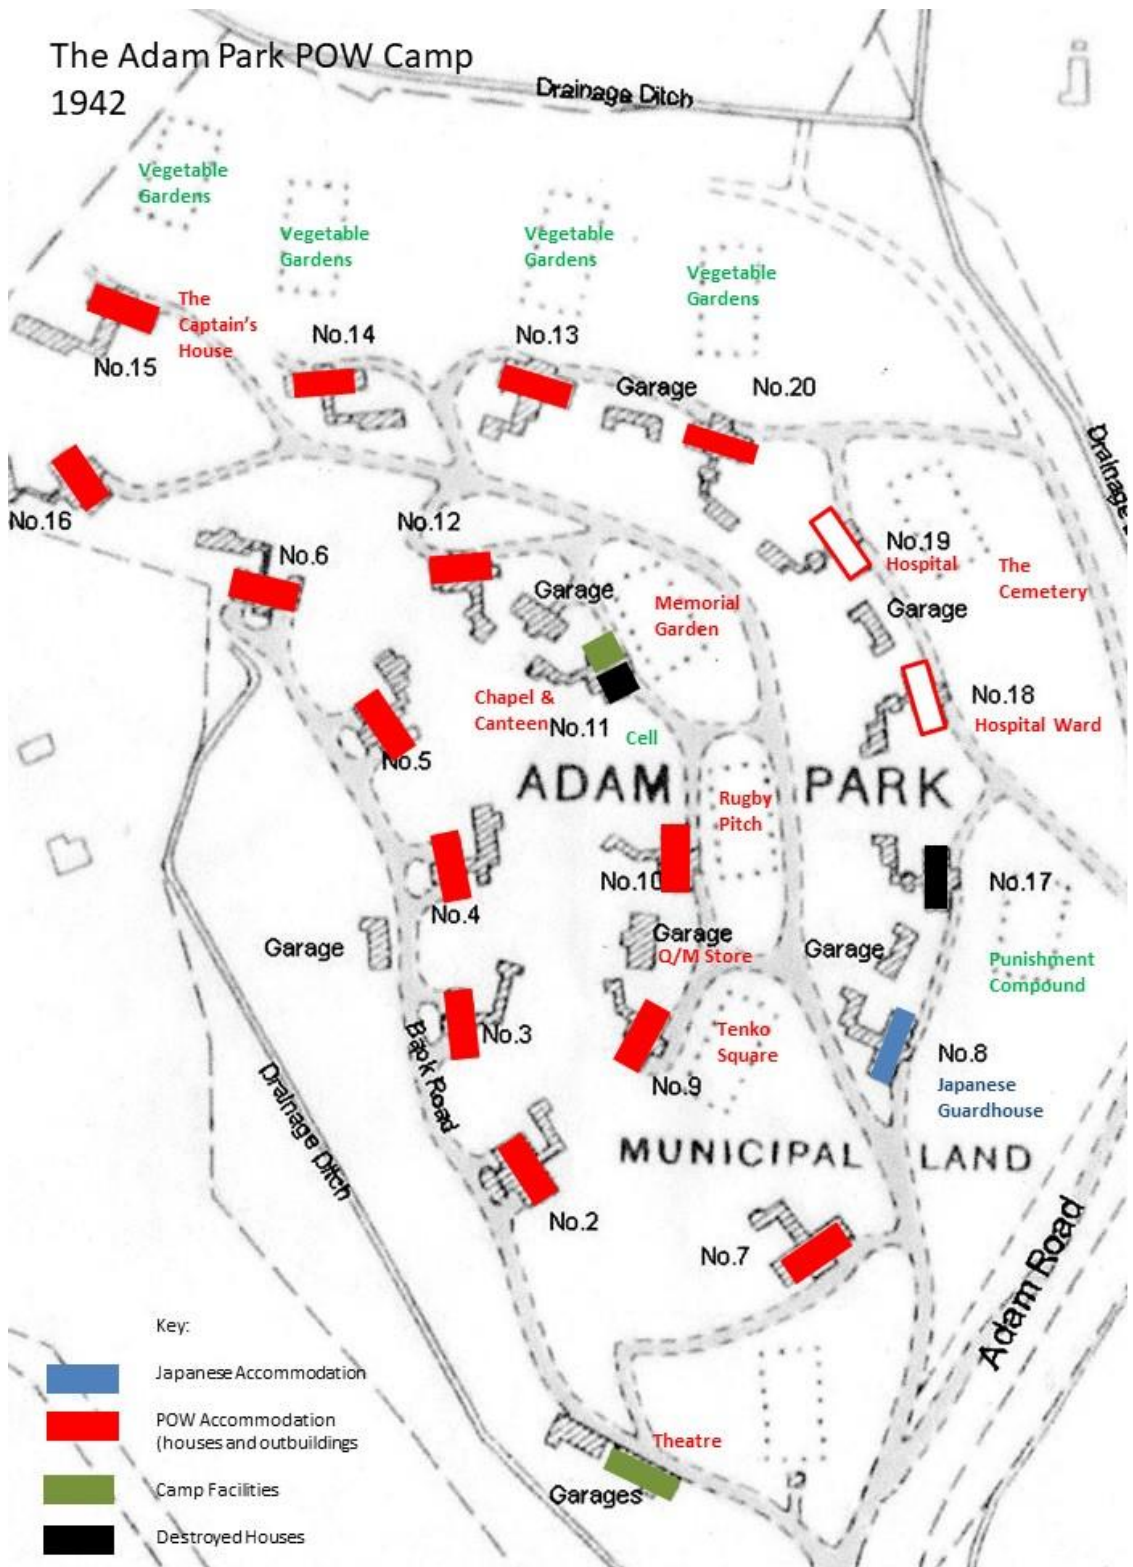 The Adam Park POW Camp
1942
Drainage Ditch
Vegetable
Gardens
Vegetable
Gardens
Vegetable
Gardens
Vegetable
Gardens
The
Captain's
House
No.15
No.14
No.13
Garage
No.20
Drainage
No.16
No.6
No.12
Garage
Memorial
Garden
No.19
Hospital
The
Cemetery
Garage
Chapel &
Canteen
No.11
Cell
No.18
Hospital Ward
No.5
ADAM PARK
Rugby
Pitch
No.10
No.17
No.4
Garage
Garage
Q/M Store
Garage
Punishment
Compound
No.3
Back Road
Tenko
Square
No.9
No.8
Japanese
Guardhouse
Drainage Ditch
MUNICIPAL LAND
No.2
No.7
Adam Road
Theatre
Garages
Key:
Japanese Accommodation
POW Accommodation
(houses and outbuildings
Camp Facilities
Destroyed Houses